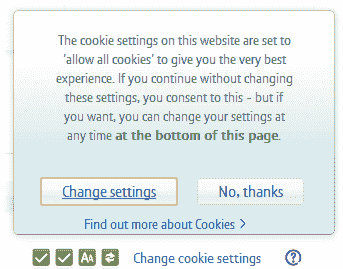 The cookie settings on this website are set to
'allow all cookies' to give you the very best
experience. If you continue without changing
these settings, you consent to this - but if
you want, you can change your settings at
any time at the bottom of this page.
Change settings
No, thanks
Find out more about Cookies >
AA
Change cookie settings
?